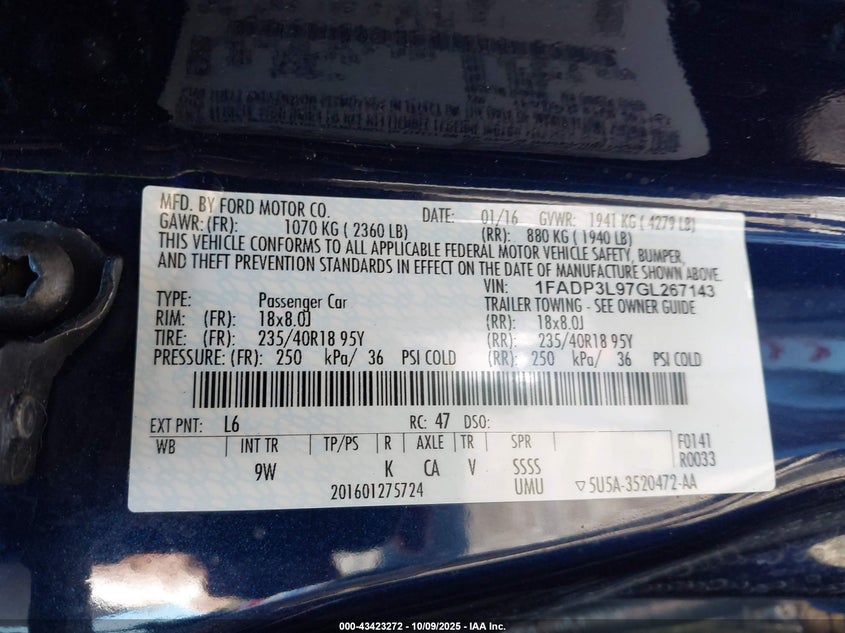 MFD. BY FORD MOTOR CO. DATE: 01/16 GVWR: 1941 KG ( 4279 LB)
GAWR: (FR): 1070 KG ( 2360 LB) (RR): 880 KG ( 1940 LB)
THIS VEHICLE CONFORMS TO ALL APPLICABLE FEDERAL MOTOR VEHICLE SAFETY, BUMPER,
AND THEFT PREVENTION STANDARDS IN EFFECT ON THE DATE OF MANUFACTURE SHOWN ABOVE.
VIN: 1FADP3L97GL267143
TYPE: Passenger Car TRAILER TOWING - SEE OWNER GUIDE
RIM: (FR): 18x8.0J (RR): 18x8.0J
TIRE: (FR): 235/40R18 95Y (RR): 235/40R18 95Y
PRESSURE: (FR): 250 kPa/ 36 PSI COLD (RR): 250 kPa/ 36 PSI COLD
EXT PNT: L6 RC: 47 DSO:
WB INT TR TP/PS R AXLE TR SPR F0141
9W K CA V SSSS R0033
201601275724 UMU ▽5U5A-3520472-AA
000-43423272 - 10/09/2025 - IAA Inc.